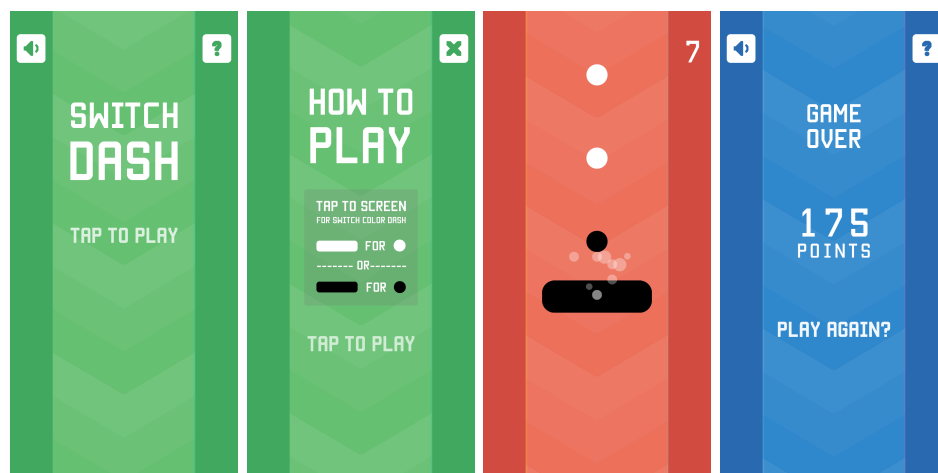 SWITCH
DASH
TAP TO PLAY
HOW TO
PLAY
TAP TO SCREEN
FOR SWITCH COLOR DASH
FOR
------- OR-------
FOR
TAP TO PLAY
7
?
?
GAME
OVER
175
POINTS
PLAY AGAIN?